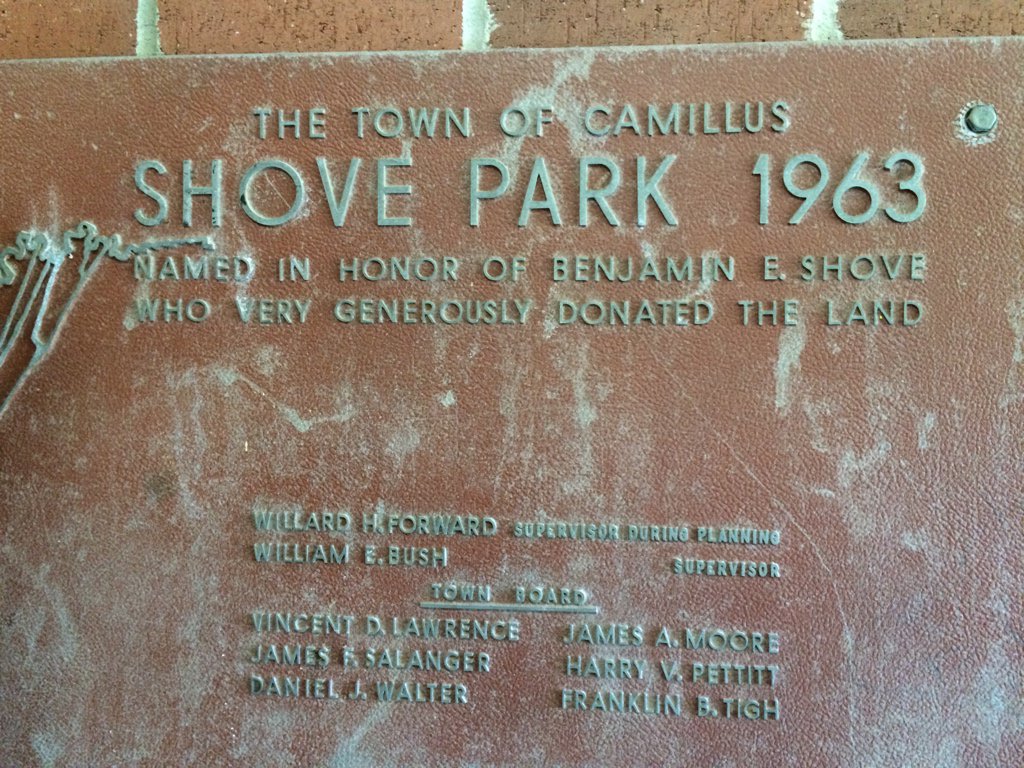 THE TOWN OF CAMILLUS
SHOVE PARK 1963
NAMED IN HONOR OF BENJAMIN E. SHOVE
WHO VERY GENEROUSLY DONATED THE LAND
WILLARD H. FORWARD SUPERVISOR DURING PLANNING
WILLIAM E. BUSH SUPERVISOR
TOWN BOARD
VINCENT D. LAWRENCE JAMES A. MOORE
JAMES F. SALANGER HARRY V. PETTITT
DANIEL J. WALTER FRANKLIN B. TIGH